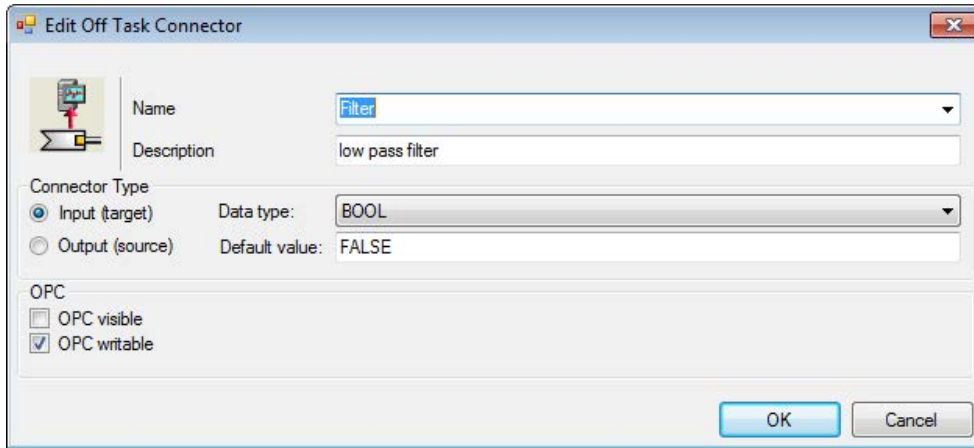 Edit Off Task Connector
Name
Filter
Description
low pass filter
Connector Type
Input (target)
Data type:
BOOL
Output (source)
Default value:
FALSE
OPC
OPC visible
OPC writable
OK
Cancel